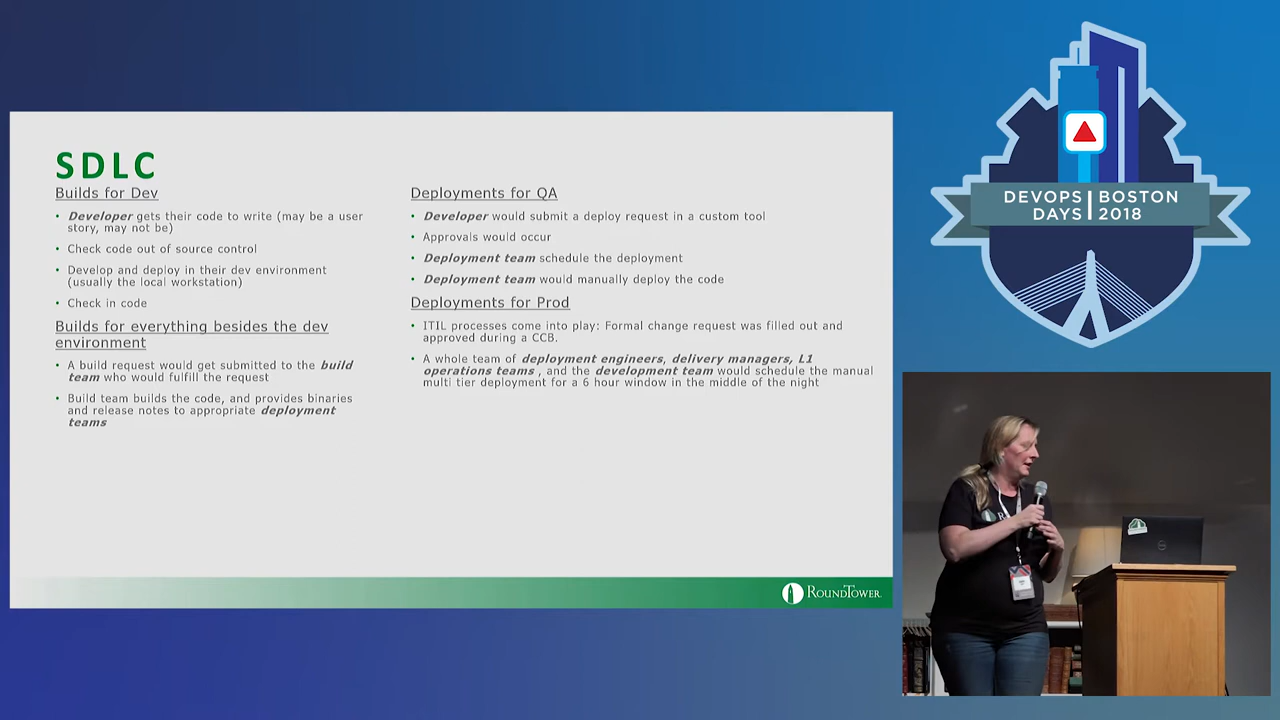 SDLC
Builds for Dev
• Developer gets their code to write (may be a user
story, may not be)
• Check code out of source control
• Develop and deploy in their dev environment
(usually the local workstation)
• Check in code
Builds for everything besides the dev
environment
• A build request would get submitted to the build
team who would fulfill the request
• Build team builds the code, and provides binaries
and release notes to appropriate deployment
teams
Deployments for QA
• Developer would submit a deploy request in a custom tool
• Approvals would occur
• Deployment team schedule the deployment
• Deployment team would manually deploy the code
Deployments for Prod
• ITIL processes come into play: Formal change request was filled out and
approved during a CCB.
• A whole team of deployment engineers, delivery managers, L1
operations teams , and the development team would schedule the manual
multi tier deployment for a 6 hour window in the middle of the night
ROUNDTOWER
DEVOPS
DAYS
BOSTON
2018